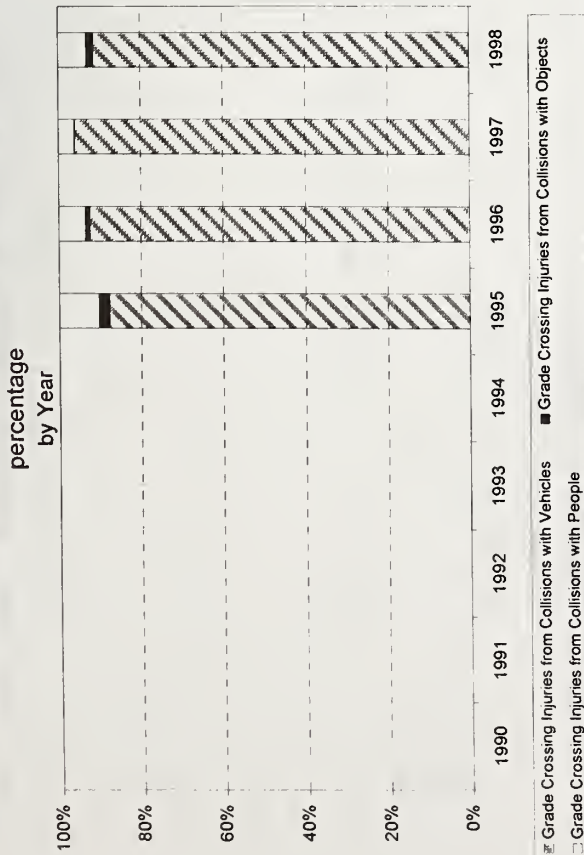 percentage
by Year
100%
80%
60%
40%
20%
0%
1990 1991 1992 1993 1994 1995 1996 1997 1998
Grade Crossing Injuries from Collisions with Vehicles Grade Crossing Injuries from Collisions with Objects
Grade Crossing Injuries from Collisions with People